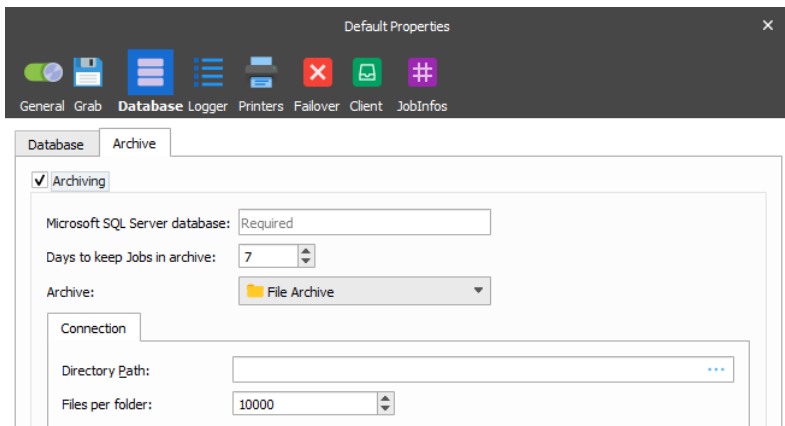 Default Properties
General Grab Database Logger Printers Failover Client JobInfos
Database Archive
Archiving
Microsoft SQL Server database: Required
Days to keep Jobs in archive: 7
Archive: File Archive
Connection
Directory Path: ...
Files per folder: 10000